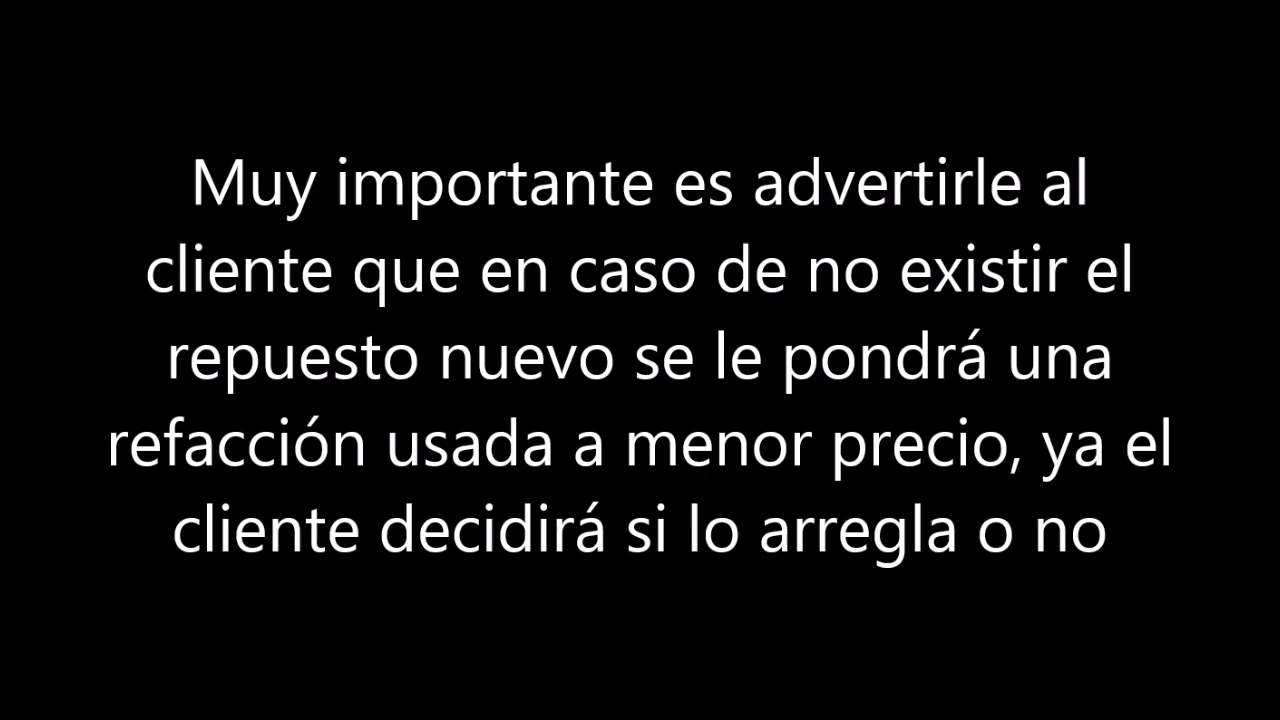 Muy importante es advertirle al
cliente que en caso de no existir el
repuesto nuevo se le pondrá una
refacción usada a menor precio, ya el
cliente decidirá si lo arregla o no